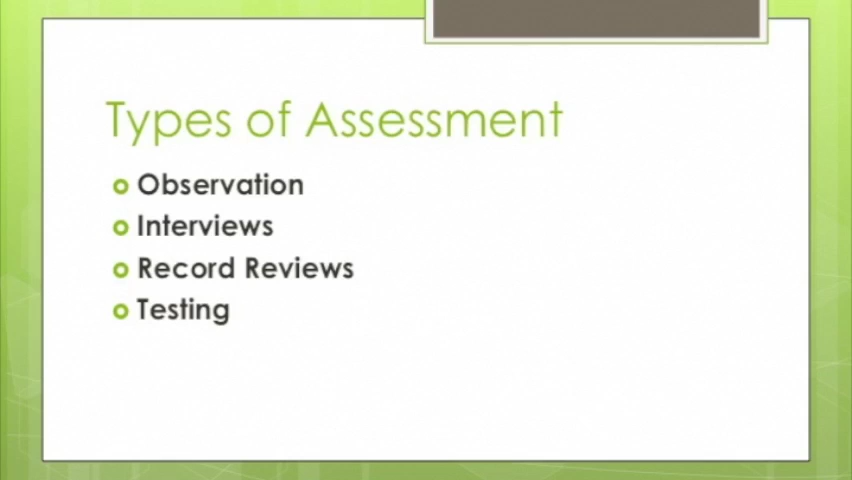 Types of Assessment
Observation
Interviews
Record Reviews
Testing